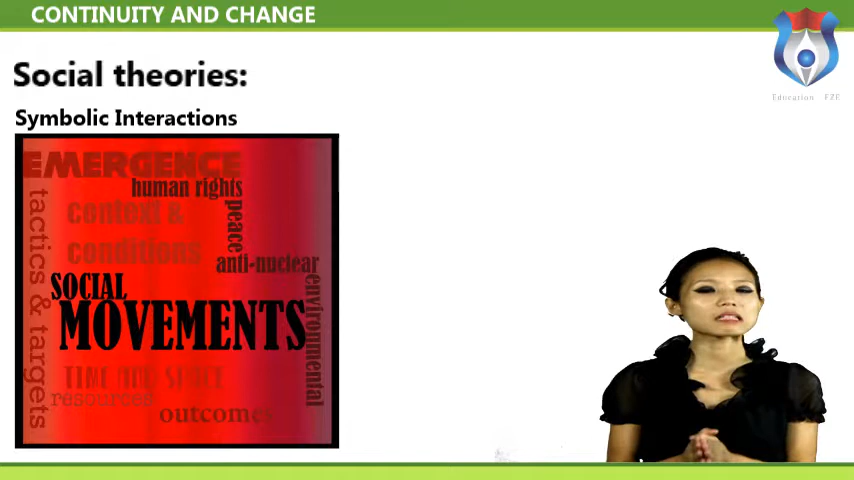 CONTINUITY AND CHANGE
Education FZE
Social theories:
Symbolic Interactions
EMERGENCE
human rights
context &
conditions
peace
anti-nuclear
tactics & targets
SOCIAL
MOVEMENTS
environmental
TIME AND SPACE
resources
outcomes